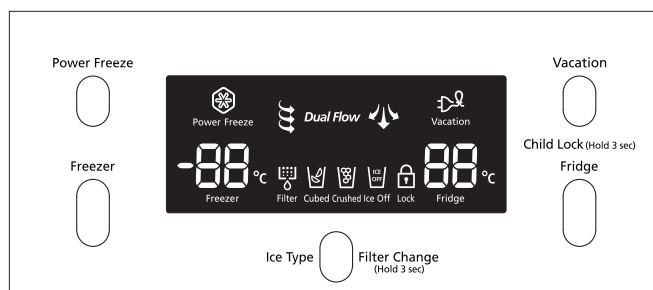 Power Freeze
Vacation
Power Freeze
Dual Flow
Vacation
Child Lock (Hold 3 sec)
Freezer
Fridge
-88 °C
ICE
OFF
88 °C
Freezer Filter Cubed Crushed Ice Off Lock Fridge
Ice Type Filter Change
(Hold 3 sec)